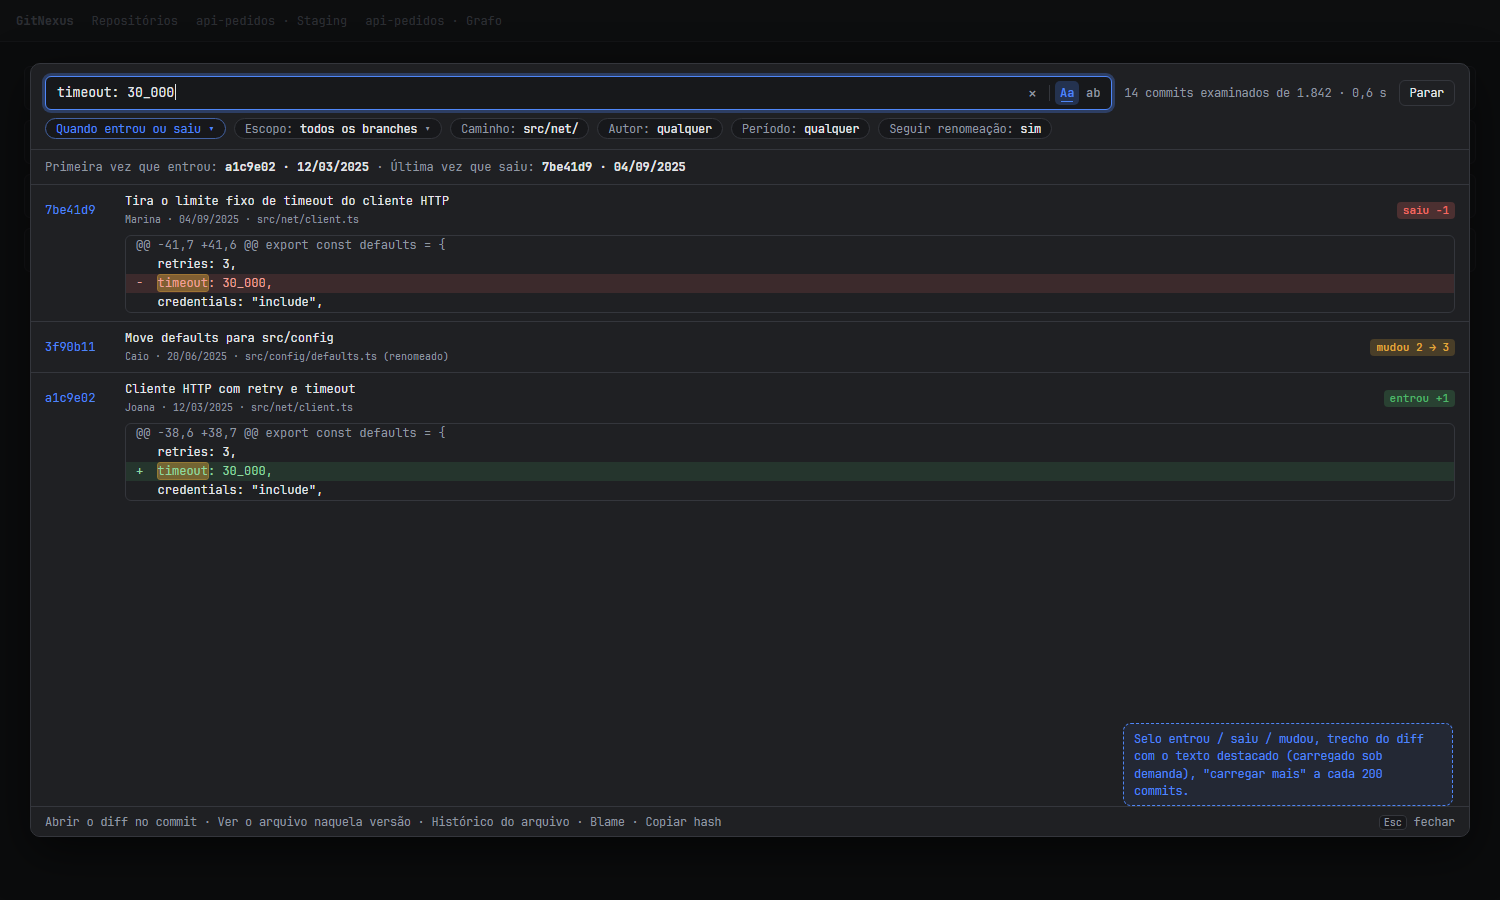 GitNexus Repositórios api-pedidos · Staging api-pedidos · Grafo
timeout: 30_000 × Aa ab 14 commits examinados de 1.842 · 0,6 s Parar
Quando entrou ou saiu ▾ Escopo: todos os branches ▾ Caminho: src/net/ Autor: qualquer Período: qualquer Seguir renomeação: sim
Primeira vez que entrou: a1c9e02 · 12/03/2025 · Última vez que saiu: 7be41d9 · 04/09/2025
7be41d9 Tira o limite fixo de timeout do cliente HTTP saiu -1
Marina · 04/09/2025 · src/net/client.ts
@@ -41,7 +41,6 @@ export const defaults = {
retries: 3,
- timeout: 30_000,
credentials: "include",
3f90b11 Move defaults para src/config mudou 2 → 3
Caio · 20/06/2025 · src/config/defaults.ts (renomeado)
a1c9e02 Cliente HTTP com retry e timeout entrou +1
Joana · 12/03/2025 · src/net/client.ts
@@ -38,6 +38,7 @@ export const defaults = {
retries: 3,
+ timeout: 30_000,
credentials: "include",
Selo entrou / saiu / mudou, trecho do diff
com o texto destacado (carregado sob
demanda), "carregar mais" a cada 200
commits.
Abrir o diff no commit · Ver o arquivo naquela versão · Histórico do arquivo · Blame · Copiar hash Esc fechar